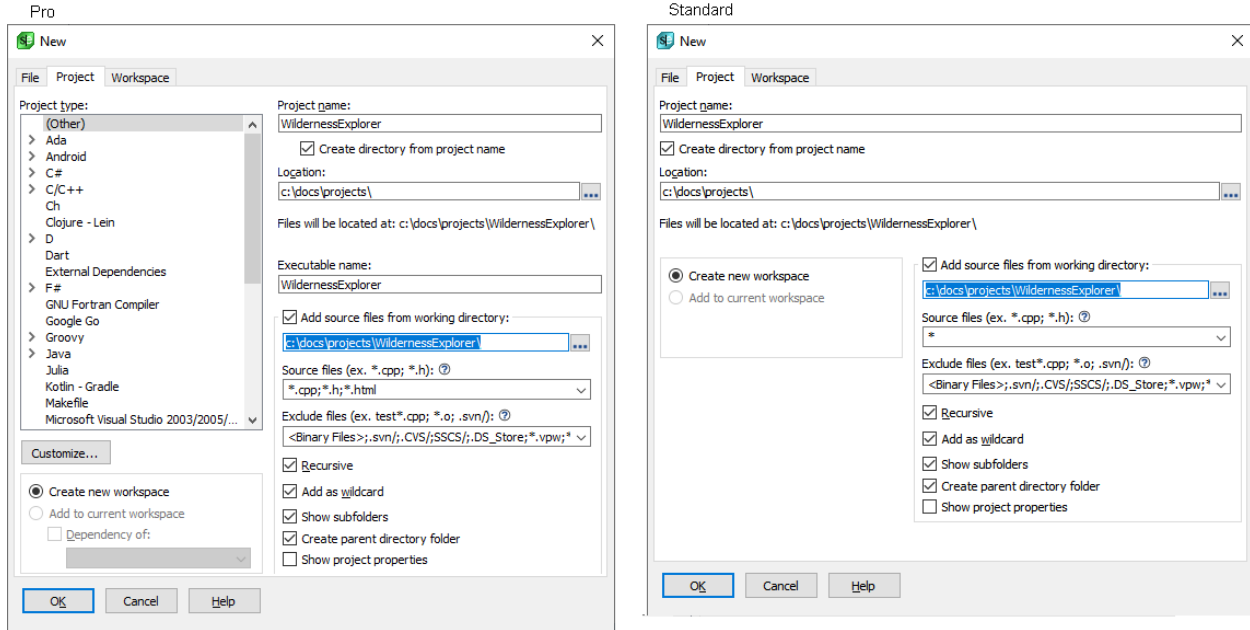 Pro
New
File Project Workspace
Project type:
(Other)
Ada
Android
C#
C/C++
Ch
Clojure - Lein
D
Dart
External Dependencies
F#
GNU Fortran Compiler
Google Go
Groovy
Java
Julia
Kotlin - Gradle
Makefile
Microsoft Visual Studio 2003/2005/...
Customize...
Create new workspace
Add to current workspace
Dependency of:
Project name:
WildernessExplorer
Create directory from project name
Location:
c:\docs\projects\
...
Files will be located at: c:\docs\projects\WildernessExplorer\
Executable name:
WildernessExplorer
Add source files from working directory:
c:\docs\projects\WildernessExplorer\
...
Source files (ex. *.cpp; *.h): ?
*.cpp;*.h;*.html
Exclude files (ex. test*.cpp; *.o; .svn/): ?
<Binary Files>;.svn/;.CVS/;SSCS/;.DS_Store;*.vpw;*
Recursive
Add as wildcard
Show subfolders
Create parent directory folder
Show project properties
OK Cancel Help
Standard
New
File Project Workspace
Project name:
WildernessExplorer
Create directory from project name
Location:
c:\docs\projects\
...
Files will be located at: c:\docs\projects\WildernessExplorer\
Create new workspace
Add to current workspace
Add source files from working directory:
c:\docs\projects\WildernessExplorer\
...
Source files (ex. *.cpp; *.h): ?
*
Exclude files (ex. test*.cpp; *.o; .svn/): ?
<Binary Files>;.svn/;.CVS/;SSCS/;.DS_Store;*.vpw;*
Recursive
Add as wildcard
Show subfolders
Create parent directory folder
Show project properties
OK Cancel Help